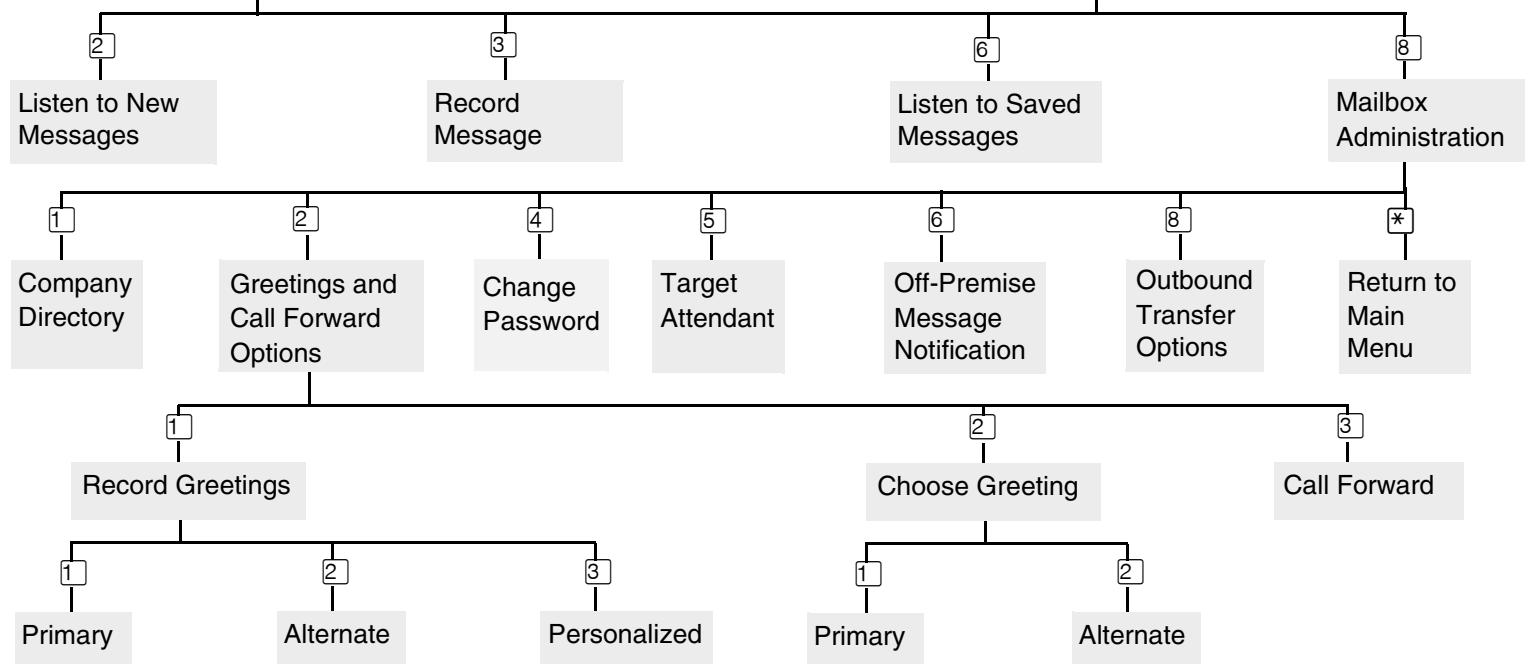 2
3
6
8
Listen to New
Messages
Record
Message
Listen to Saved
Messages
Mailbox
Administration
1
2
4
5
6
8
*
Company
Directory
Greetings and
Call Forward
Options
Change
Password
Target
Attendant
Off-Premise
Message
Notification
Outbound
Transfer
Options
Return to
Main
Menu
1
2
3
Record Greetings
Choose Greeting
Call Forward
1
2
3
1
2
Primary
Alternate
Personalized
Primary
Alternate